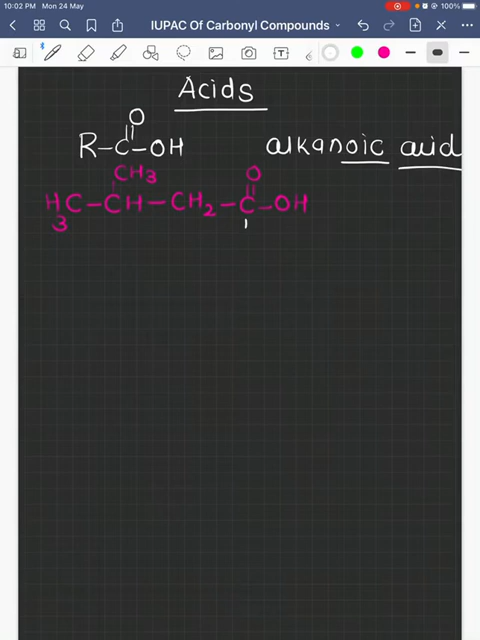 10:02 PM Mon 24 May 100%
IUPAC Of Carbonyl Compounds
Acids
O
R-C-OH alkanoic acid
CH3 O
H3C-CH-CH2-C-OH
1